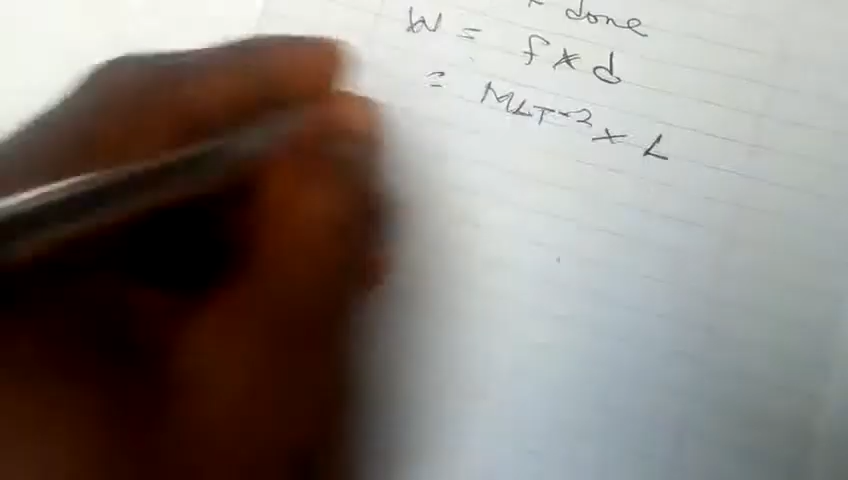 done
W = f x d
= MLT-2 x L